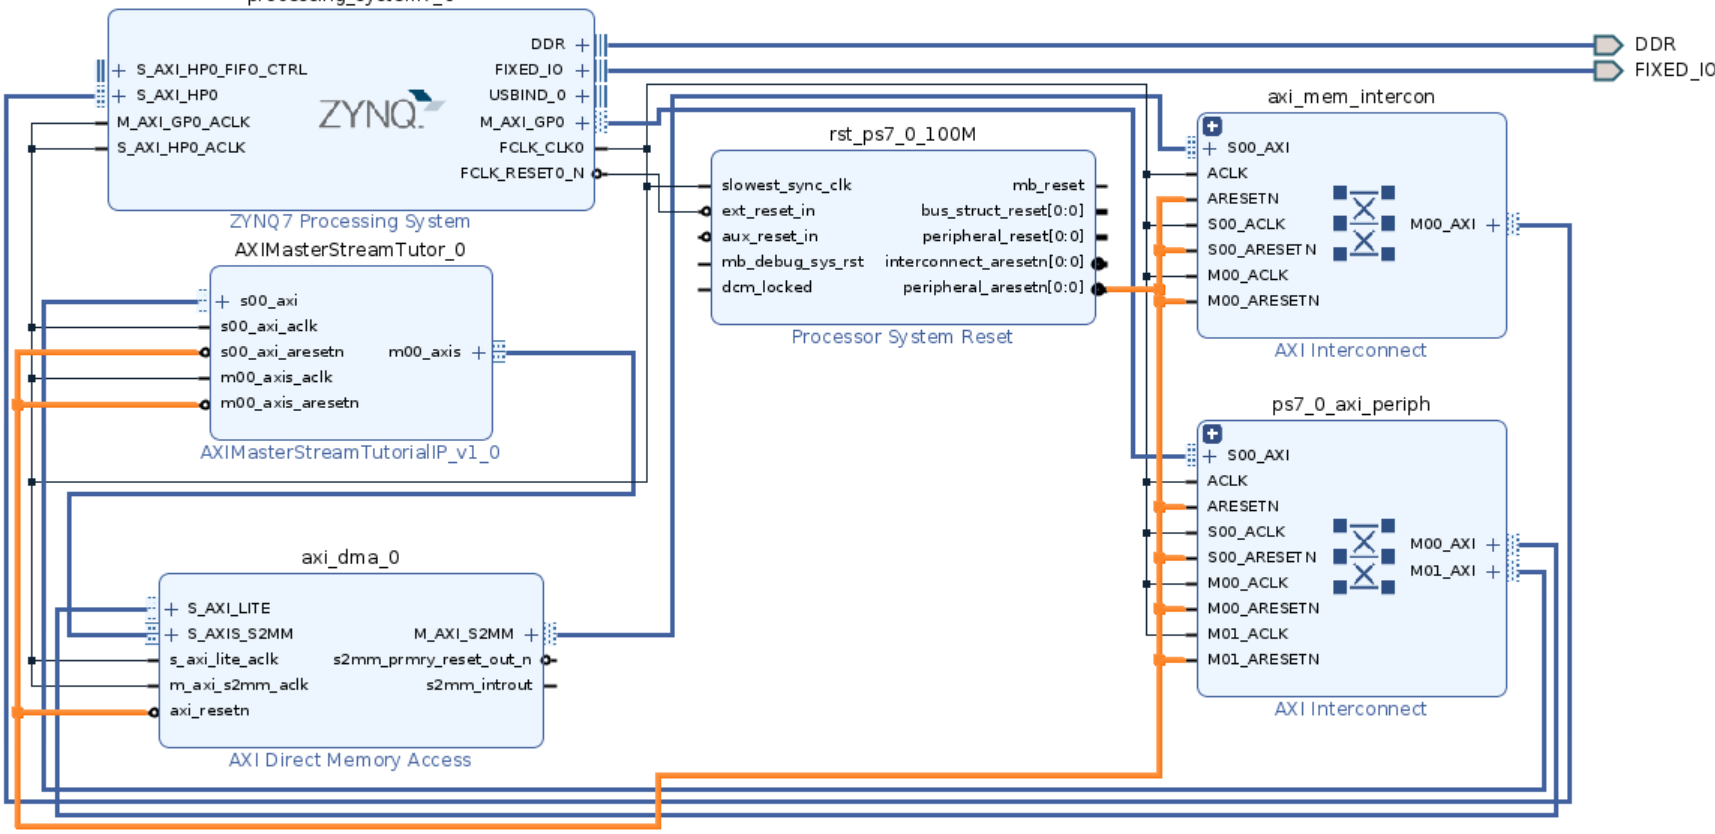 DDR
FIXED_IO
USBIND_0
M_AXI_GP0
FCLK_CLK0
FCLK_RESET0_N
S_AXI_HP0_FIFO_CTRL
S_AXI_HP0
M_AXI_GP0_ACLK
S_AXI_HP0_ACLK
ZYNQ
ZYNQ7 Processing System
DDR
FIXED_IO
AXIMasterStreamTutor_0
s00_axi
s00_axi_aclk
s00_axi_aresetn
m00_axis_aclk
m00_axis_aresetn
m00_axis
AXIMasterStreamTutorialIP_v1_0
rst_ps7_0_100M
slowest_sync_clk
ext_reset_in
aux_reset_in
mb_debug_sys_rst
dcm_locked
mb_reset
bus_struct_reset[0:0]
peripheral_reset[0:0]
interconnect_aresetn[0:0]
peripheral_aresetn[0:0]
Processor System Reset
axi_mem_intercon
S00_AXI
ACLK
ARESETN
S00_ACLK
S00_ARESETN
M00_ACLK
M00_ARESETN
M00_AXI
AXI Interconnect
ps7_0_axi_periph
S00_AXI
ACLK
ARESETN
S00_ACLK
S00_ARESETN
M00_ACLK
M00_ARESETN
M01_ACLK
M01_ARESETN
M00_AXI
M01_AXI
AXI Interconnect
axi_dma_0
S_AXI_LITE
S_AXIS_S2MM
s_axi_lite_aclk
m_axi_s2mm_aclk
axi_resetn
M_AXI_S2MM
s2mm_prmry_reset_out_n
s2mm_introut
AXI Direct Memory Access